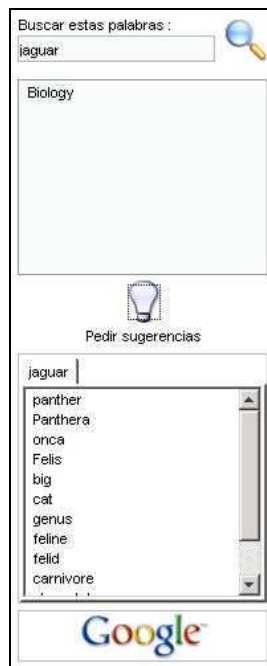 Buscar estas palabras :
jaguar
Biology
Pedir sugerencias
jaguar
panther
Panthera
onca
Felis
big
cat
genus
feline
felid
carnivore
Google